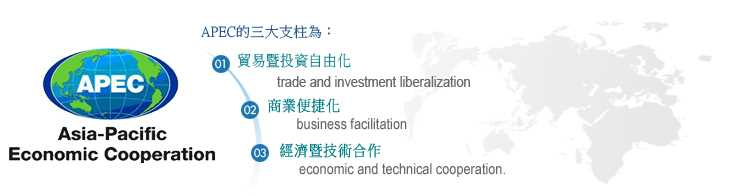 APEC的三大支柱為：
01 貿易暨投資自由化
trade and investment liberalization
02 商業便捷化
business facilitation
03 經濟暨技術合作
economic and technical cooperation.
APEC
Asia-Pacific
Economic Cooperation